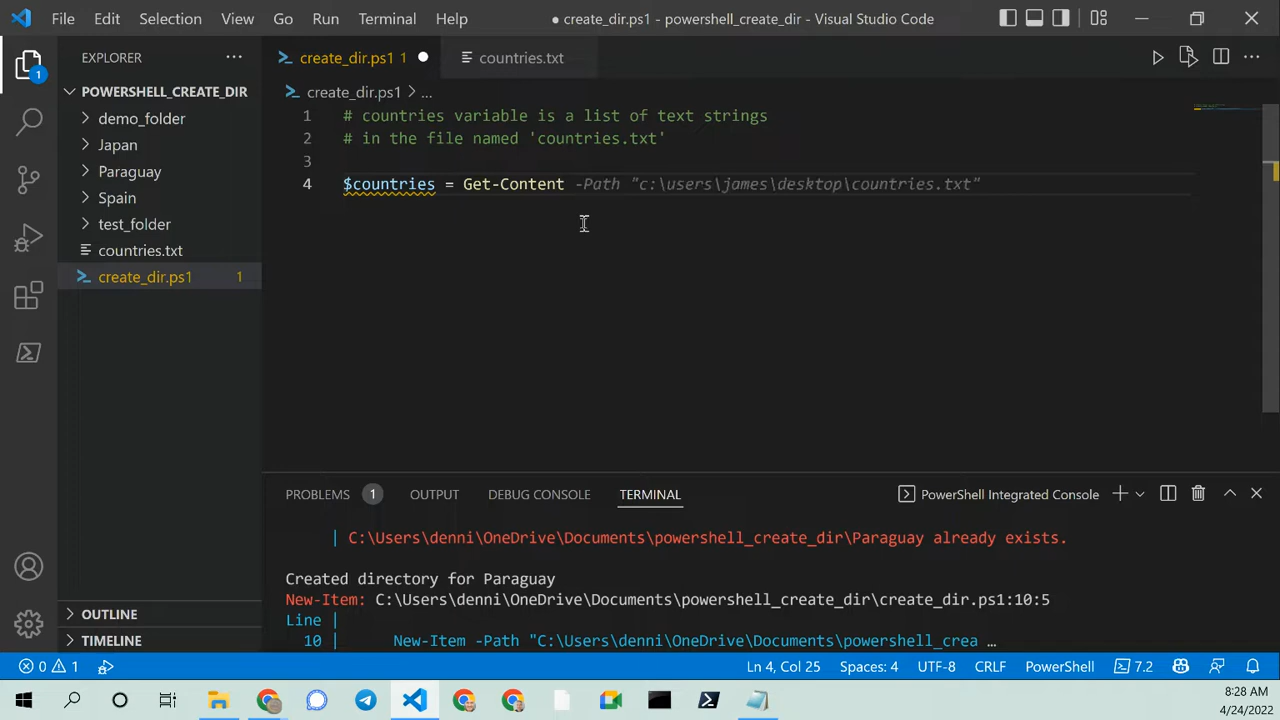 File Edit Selection View Go Run Terminal Help ● create_dir.ps1 - powershell_create_dir - Visual Studio Code
EXPLORER ...
create_dir.ps1 1
countries.txt
1
POWERSHELL_CREATE_DIR
create_dir.ps1 > ...
demo_folder
Japan
Paraguay
Spain
test_folder
countries.txt
create_dir.ps1 1
1 # countries variable is a list of text strings
2 # in the file named 'countries.txt'
3
4 $countries = Get-Content -Path "c:\users\james\desktop\countries.txt"
PROBLEMS 1 OUTPUT DEBUG CONSOLE TERMINAL PowerShell Integrated Console
| C:\Users\denni\OneDrive\Documents\powershell_create_dir\Paraguay already exists.
Created directory for Paraguay
New-Item: C:\Users\denni\OneDrive\Documents\powershell_create_dir\create_dir.ps1:10:5
Line |
10 | New-Item -Path "C:\Users\denni\OneDrive\Documents\powershell_crea …
OUTLINE
TIMELINE
0 1 Ln 4, Col 25 Spaces: 4 UTF-8 CRLF PowerShell 7.2
8:28 AM
4/24/2022